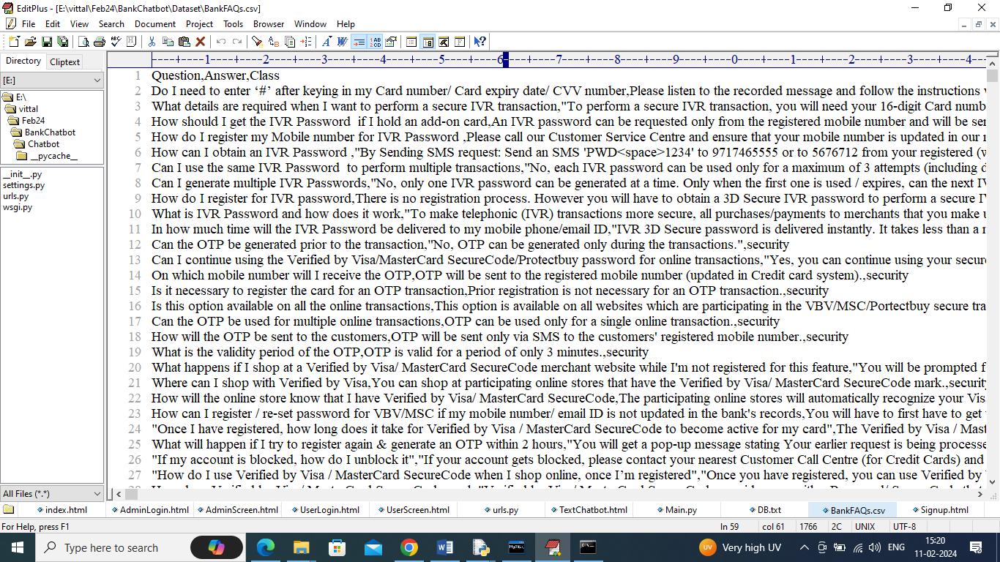 EditPlus - [E:\vittal\Feb24\BankChatbot\Dataset\BankFAQs.csv]
File Edit View Search Document Project Tools Browser Window Help
Directory Cliptext
[E:]
E:\
vittal
Feb24
BankChatbot
Chatbot
__pycache__
__init__.py
settings.py
urls.py
wsgi.py
All Files (*.*)
----+----1----+----2----+----3----+----4----+----5----+----6----+----7----+----8----+----9----+----0----+----1----+----2----+----3----+----4--
1 Question,Answer,Class
2 Do I need to enter ‘#’ after keying in my Card number/ Card expiry date/ CVV number,Please listen to the recorded message and follow the instructions
3 What details are required when I want to perform a secure IVR transaction,"To perform a secure IVR transaction, you will need your 16-digit Card numb
4 How should I get the IVR Password  if I hold an add-on card,An IVR password can be requested only from the registered mobile number and will be sen
5 How do I register my Mobile number for IVR Password ,Please call our Customer Service Centre and ensure that your mobile number is updated in our r
6 How can I obtain an IVR Password ,"By Sending SMS request: Send an SMS 'PWD<space>1234' to 9717465555 or to 5676712 from your registered (w
7 Can I use the same IVR Password  to perform multiple transactions,"No, each IVR password can be used only for a maximum of 3 attempts (including d
8 Can I generate multiple IVR Passwords,"No, only one IVR password can be generated at a time. Only when the first one is used / expires, can the next IV
9 How do I register for IVR password,There is no registration process. However you will have to obtain a 3D Secure IVR password to perform a secure IV
10 What is IVR Password and how does it work,"To make telephonic (IVR) transactions more secure, all purchases/payments to merchants that you make
11 In how much time will the IVR Password be delivered to my mobile phone/email ID,"IVR 3D Secure password is delivered instantly. It takes less than a
12 Can the OTP be generated prior to the transaction,"No, OTP can be generated only during the transactions.",security
13 Can I continue using the Verified by Visa/MasterCard SecureCode/Protectbuy password for online transactions,"Yes, you can continue using your secure
14 On which mobile number will I receive the OTP,OTP will be sent to the registered mobile number (updated in Credit card system).,security
15 Is it necessary to register the card for an OTP transaction,Prior registration is not necessary for an OTP transaction.,security
16 Is this option available on all the online transactions,This option is available on all websites which are participating in the VBV/MSC/Portectbuy secure tra
17 Can the OTP be used for multiple online transactions,OTP can be used only for a single online transaction.,security
18 How will the OTP be sent to the customers,OTP will be sent only via SMS to the customers' registered mobile number.,security
19 What is the validity period of the OTP,OTP is valid for a period of only 3 minutes.,security
20 What happens if I shop at a Verified by Visa/ MasterCard SecureCode merchant website while I'm not registered for this feature,"You will be prompted f
21 Where can I shop with Verified by Visa,You can shop at participating online stores that have the Verified by Visa/ MasterCard SecureCode mark.,security
22 How will the online store know that I have Verified by Visa/ MasterCard SecureCode,The participating online stores will automatically recognize your Vis
23 How can I register / re-set password for VBV/MSC if my mobile number/ email ID is not updated in the bank's records,You will have to first have to get
24 "Once I have registered, how long does it take for Verified by Visa / MasterCard SecureCode to become active for my card",The Verified by Visa / Mast
25 What will happen if I try to register again & generate an OTP within 2 hours,"You will get a pop-up message stating Your earlier request is being processe
26 "If my account is blocked, how do I unblock it","If your account gets blocked, please contact your nearest Customer Call Centre (for Credit Cards) and
27 "How do I use Verified by Visa / MasterCard SecureCode when I shop online, once I’m registered","Once you have registered, you can use Verified by
index.html AdminLogin.html AdminScreen.html UserLogin.html UserScreen.html urls.py TextChatbot.html Main.py DB.txt BankFAQs.csv Signup.html
For Help, press F1 ln 59 col 61 1766 2C UNIX UTF-8
Type here to search
UV Very high UV ENG 15:20
11-02-2024